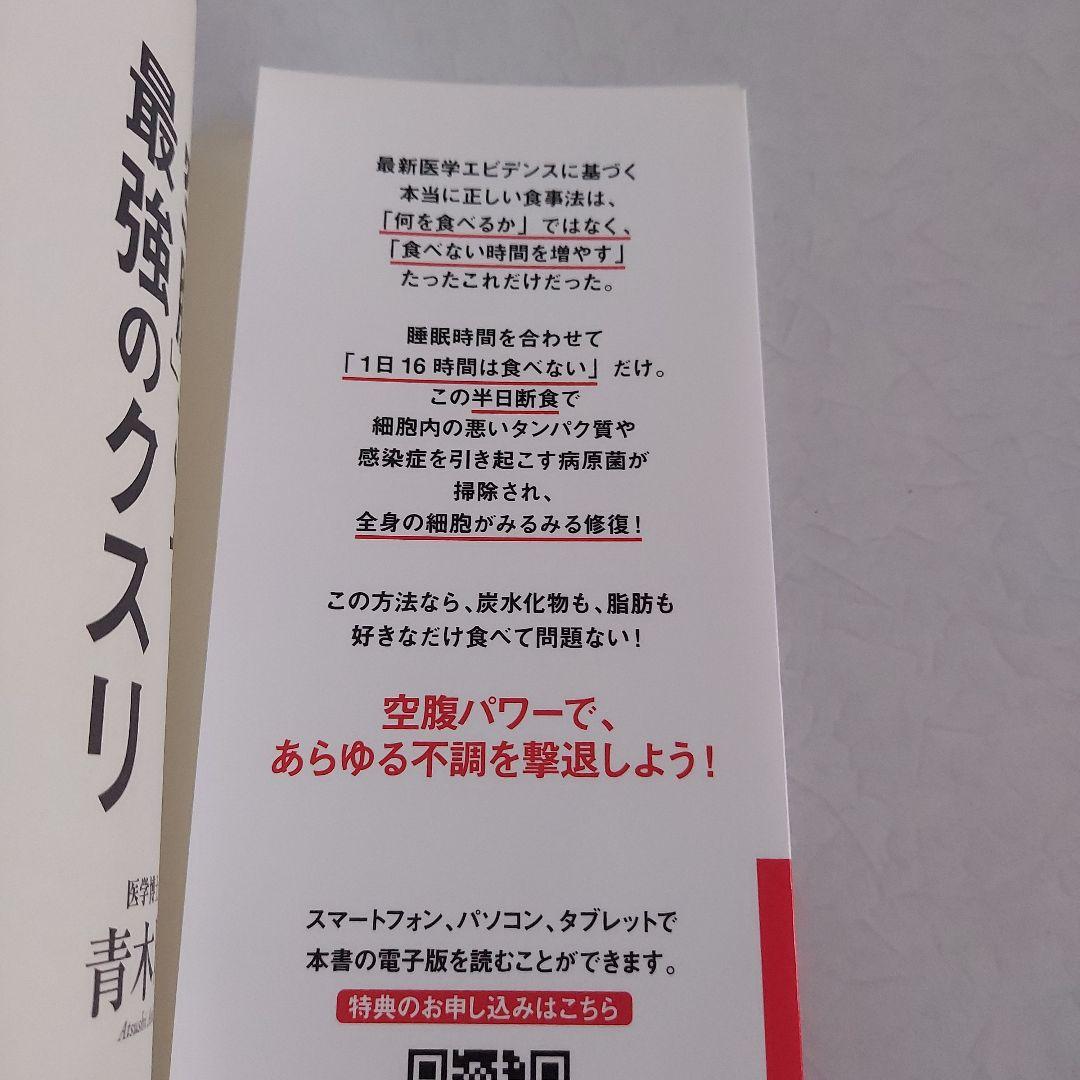 最強のクスリ
医学博
青木
最新医学エビデンスに基づく
本当に正しい食事法は、
「何を食べるか」ではなく、
「食べない時間を増やす」
たったこれだけだった。
睡眠時間を合わせて
「1日16時間は食べない」だけ。
この半日断食で
細胞内の悪いタンパク質や
感染症を引き起こす病原菌が
掃除され、
全身の細胞がみるみる修復！
この方法なら、炭水化物も、脂肪も
好きなだけ食べて問題ない！
空腹パワーで、
あらゆる不調を撃退しよう！
スマートフォン、パソコン、タブレットで
本書の電子版を読むことができます。
特典のお申し込みはこちら